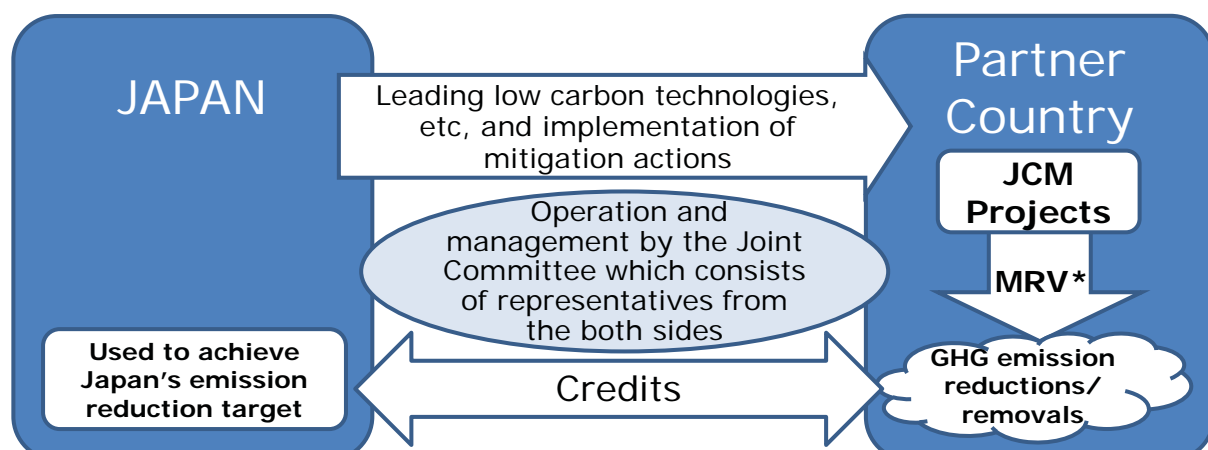 JAPAN
Leading low carbon technologies,
etc, and implementation of
mitigation actions
Partner
Country
JCM
Projects
Operation and
management by the Joint
Committee which consists
of representatives from
the both sides
MRV*
Used to achieve
Japan's emission
reduction target
Credits
GHG emission
reductions/
removals